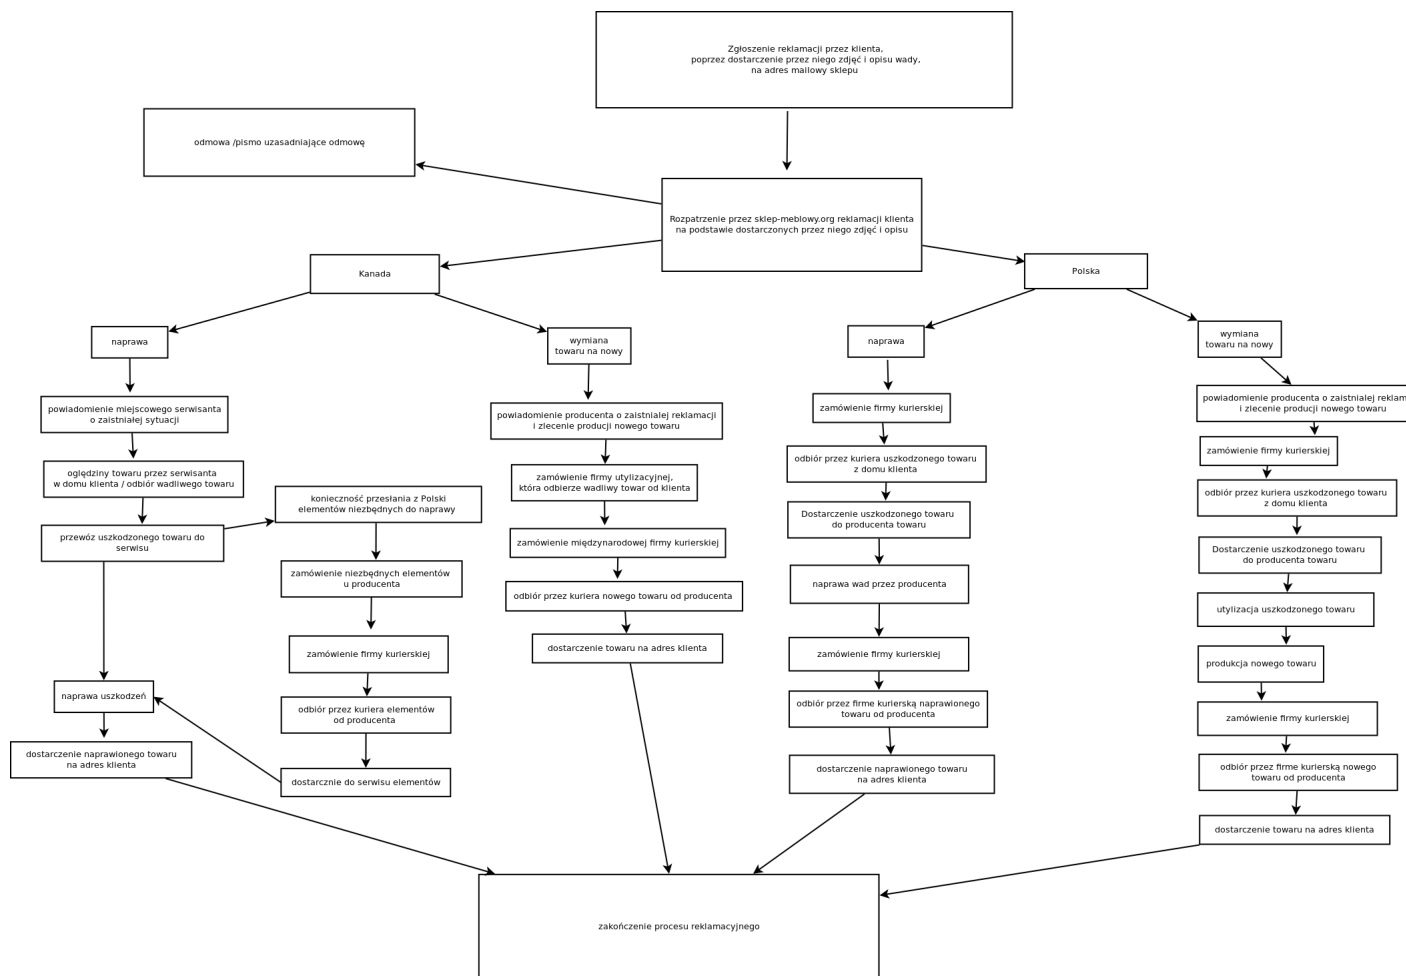 Zgłoszenie reklamacji przez klienta,
poprzez dostarczenie przez niego zdjęć i opisu wady,
na adres mailowy sklepu
odmowa /pismo uzasadniające odmowę
Rozpatrzenie przez sklep-meblowy.org reklamacji klienta
na podstawie dostarczonych przez niego zdjęć i opisu
Kanada
Polska
naprawa
powiadomienie miejscowego serwisanta
o zaistniałej sytuacji
oględziny towaru przez serwisanta
w domu klienta / odbiór wadliwego towaru
przewóz uszkodzonego towaru do
serwisu
naprawa uszkodzeń
dostarczenie naprawionego towaru
na adres klienta
konieczność przesłania z Polski
elementów niezbędnych do naprawy
zamówienie niezbędnych elementów
u producenta
zamówienie firmy kurierskiej
odbiór przez kuriera elementów
od producenta
dostarcznie do serwisu elementów
wymiana
towaru na nowy
powiadomienie producenta o zaistnialej reklamacji
i zlecenie producji nowego towaru
zamówienie firmy utylizacyjnej,
która odbierze wadliwy towar od klienta
zamówienie międzynarodowej firmy kurierskiej
odbiór przez kuriera nowego towaru od producenta
dostarczenie towaru na adres klienta
naprawa
zamówienie firmy kurierskiej
odbiór przez kuriera uszkodzonego towaru
z domu klienta
Dostarczenie uszkodzonego towaru
do producenta towaru
naprawa wad przez producenta
zamówienie firmy kurierskiej
odbiór przez firme kurierską naprawionego
towaru od producenta
dostarczenie naprawionego towaru
na adres klienta
wymiana
towaru na nowy
powiadomienie producenta o zaistnialej reklam
i zlecenie producji nowego towaru
zamówienie firmy kurierskiej
odbiór przez kuriera uszkodzonego towaru
z domu klienta
Dostarczenie uszkodzonego towaru
do producenta towaru
utylizacja uszkodzonego towaru
produkcja nowego towaru
zamówienie firmy kurierskiej
odbiór przez firme kurierską nowego
towaru od producenta
dostarczenie towaru na adres klienta
zakończenie procesu reklamacyjnego